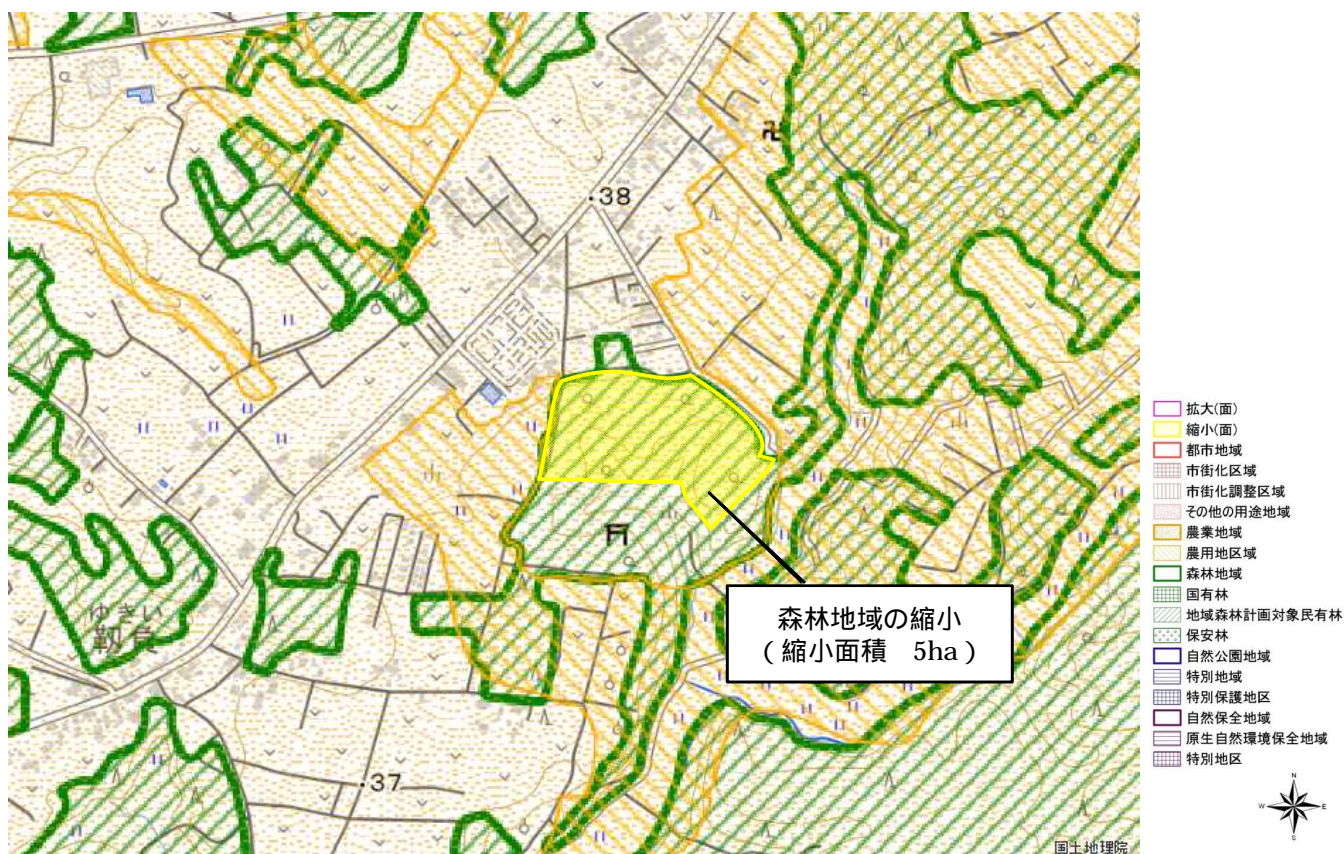 ・38
ゆきい
靱負
・37
森林地域の縮小
（縮小面積　5ha）
拡大(面)
縮小(面)
都市地域
市街化区域
市街化調整区域
その他の用途地域
農業地域
農用地区域
森林地域
国有林
地域森林計画対象民有林
保安林
自然公園地域
特別地域
特別保護地区
自然保全地域
原生自然環境保全地域
特別地区
N
W
E
S
国土地理院